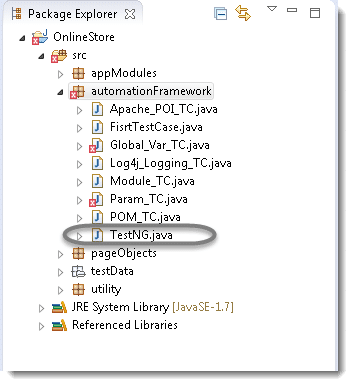 Package Explorer
OnlineStore
src
appModules
automationFramework
Apache_POI_TC.java
FisrtTestCase.java
Global_Var_TC.java
Log4j_Logging_TC.java
Module_TC.java
Param_TC.java
POM_TC.java
TestNG.java
pageObjects
testData
utility
JRE System Library [JavaSE-1.7]
Referenced Libraries